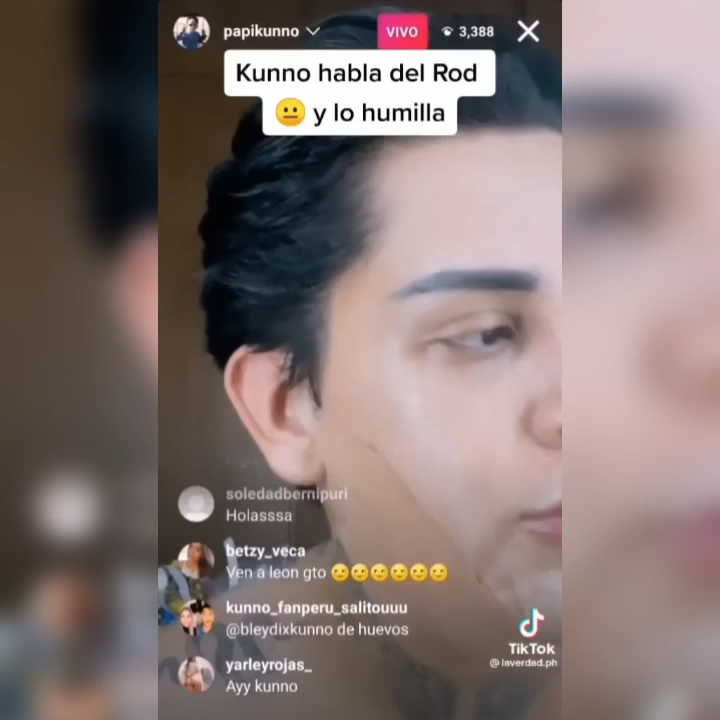 papikunno
VIVO
3,388
Kunno habla del Rod
😐 y lo humilla
soledadbernipuri
Holasssa
betzy_veca
Ven a leon gto 😉😉😉😉😉😉
kunno_fanperu_salitouuu
@bleydixkunno de huevos
yarleyrojas_
Ayy kunno
TikTok
@laverdad.ph